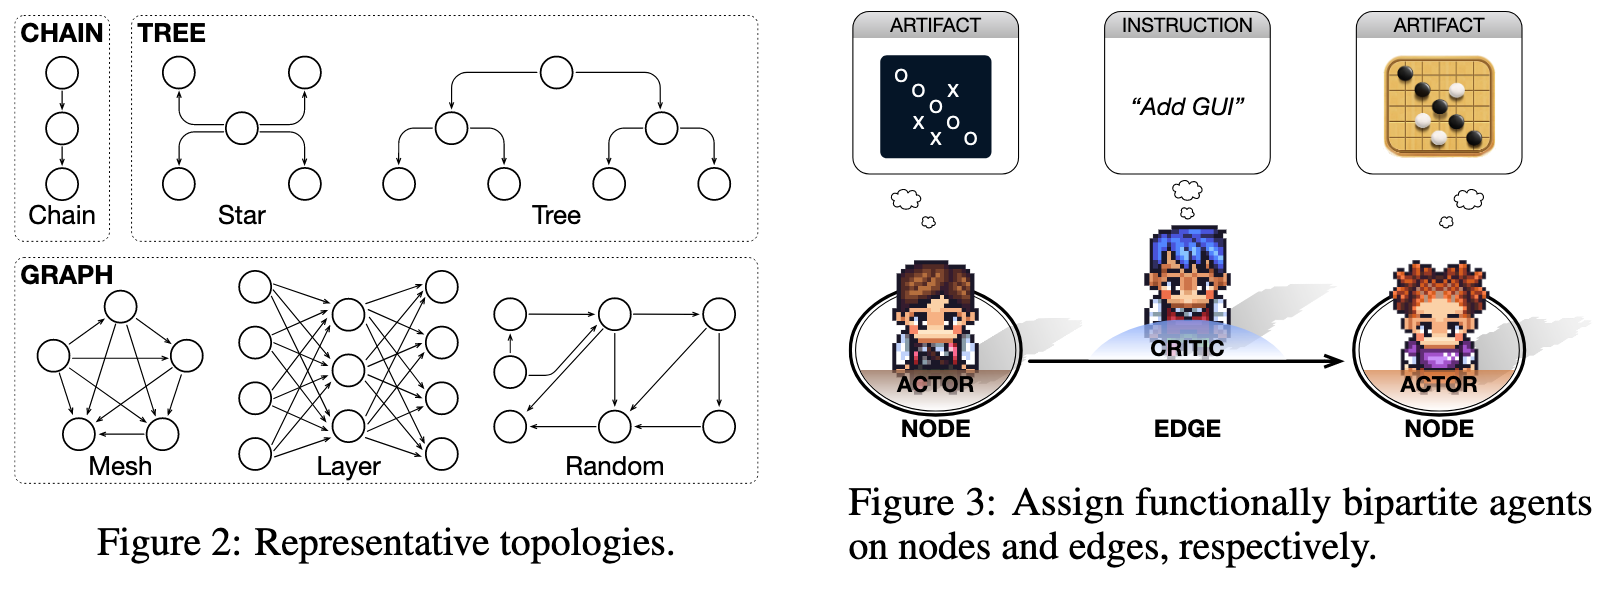 CHAIN
Chain
TREE
Star
Tree
GRAPH
Mesh
Layer
Random
Figure 2: Representative topologies.
ARTIFACT
O
O X
O
X O
X O
INSTRUCTION
“Add GUI”
ARTIFACT
ACTOR
NODE
CRITIC
EDGE
ACTOR
NODE
Figure 3: Assign functionally bipartite agents
on nodes and edges, respectively.